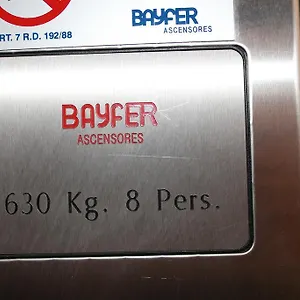 BAYFER
ASCENSORES
RT. 7 R.D. 192/88
BAYFER
ASCENSORES
630 Kg. 8 Pers.